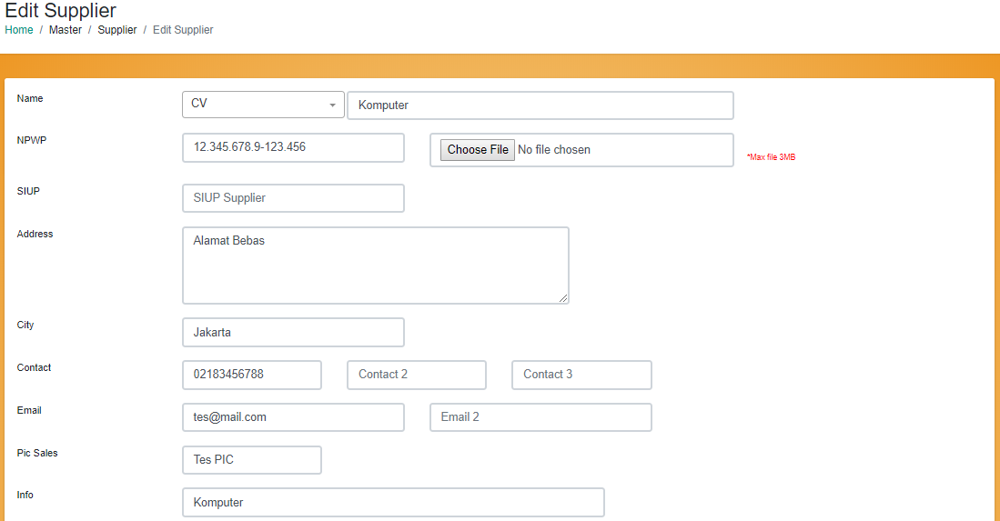 Edit Supplier
Home / Master / Supplier / Edit Supplier
Name CV Komputer
NPWP 12.345.678.9-123.456 Choose File No file chosen *Max file 3MB
SIUP SIUP Supplier
Address Alamat Bebas
City Jakarta
Contact 02183456788 Contact 2 Contact 3
Email tes@mail.com Email 2
Pic Sales Tes PIC
Info Komputer